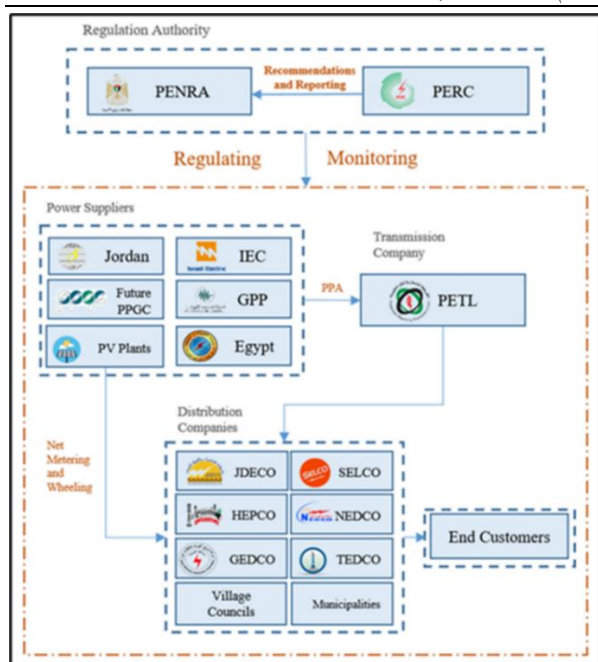 Regulation Authority
PENRA
Recommendations
and Reporting
PERC
Regulating
Monitoring
Power Suppliers
Jordan
IEC
Future
PPGC
GPP
PV Plants
Egypt
PPA
Transmission
Company
PETL
Net
Metering
and
Wheeling
Distribution
Companies
JDECO
SELCO
SELCO
HEPCO
NEDCO
GEDCO
TEDCO
Village
Councils
Municipalities
End Customers